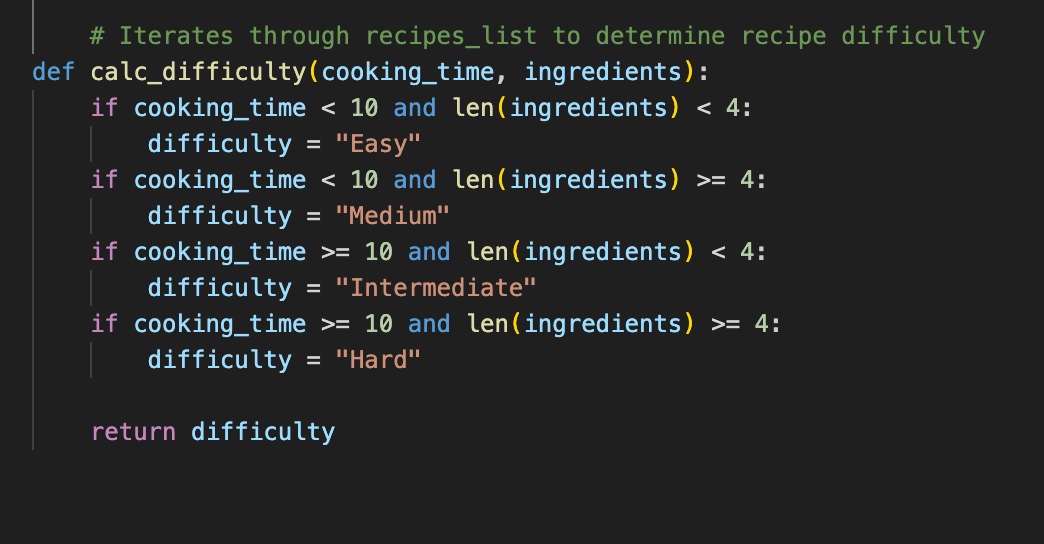 # Iterates through recipes_list to determine recipe difficulty
def calc_difficulty(cooking_time, ingredients):
    if cooking_time < 10 and len(ingredients) < 4:
        difficulty = "Easy"
    if cooking_time < 10 and len(ingredients) >= 4:
        difficulty = "Medium"
    if cooking_time >= 10 and len(ingredients) < 4:
        difficulty = "Intermediate"
    if cooking_time >= 10 and len(ingredients) >= 4:
        difficulty = "Hard"

    return difficulty